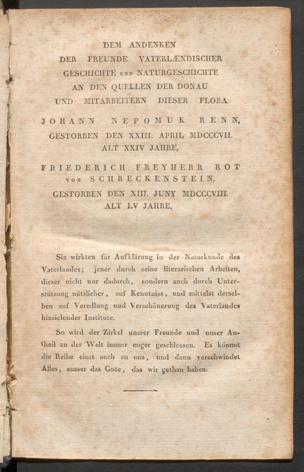 DEM ANDENKEN
DER FREUNDE VATERLÆNDISCHER
GESCHICHTE UND NATURGESCHICHTE
AN DEN QUELLEN DER DONAU
UND MITARBEITERN DIESER FLORA
JOHANN NEPOMUK RENN,
GESTORBEN DEN XXIII. APRIL MDCCCVII.
ALT XXIV JAHRE,
FRIEDERICH FREYHERR ROT
VON SCHRECKENSTEIN,
GESTORBEN DEN XIII. JUNY MDCCCVIII.
ALT LV JAHRE,
Sie wirkten für Aufklärung in der Naturkunde des
Vaterlandes; jener durch seine literarischen Arbeiten,
dieser nicht nur dadurch, sondern auch durch Unter-
stützung nützlicher, auf Kenntniss, und mittelst dersel-
ben auf Veredlung und Verschönerung des Vaterlandes
hinzielender Institute.
So wird der Zirkel unsrer Freunde und unser An-
theil an der Welt immer enger geschlossen. Es kömmt
die Reihe einst auch an uns, und dann verschwindet
Alles, ausser das Gute, das wir gethan haben.